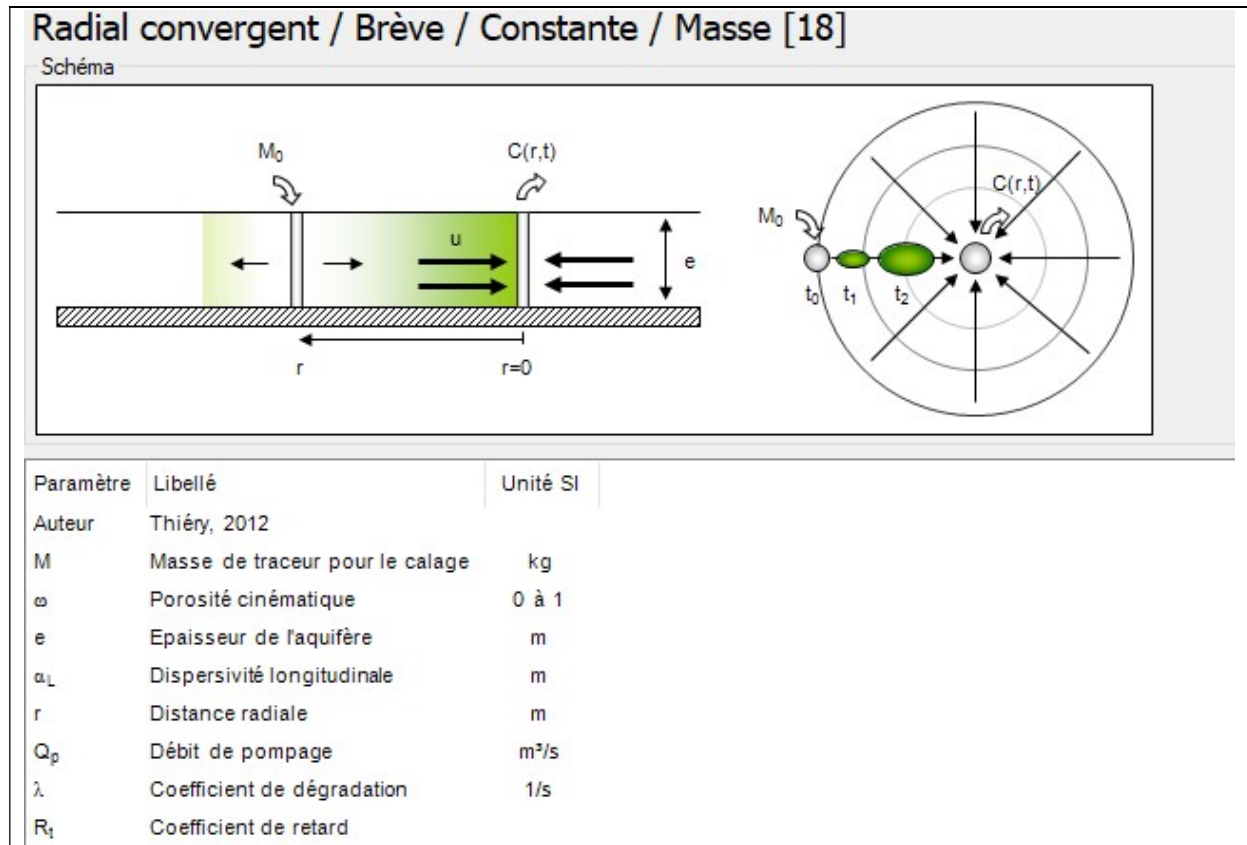 Radial convergent / Brève / Constante / Masse [18]
Schéma
M₀ C(r,t)
u
e
r r=0
M₀ C(r,t)
t₀ t₁ t₂
Paramètre Libellé Unité SI
Auteur Thiéry, 2012
M Masse de traceur pour le calage kg
ω Porosité cinématique 0 à 1
e Epaisseur de l'aquifère m
α_L Dispersivité longitudinale m
r Distance radiale m
Qₚ Débit de pompage m³/s
λ Coefficient de dégradation 1/s
Rₜ Coefficient de retard